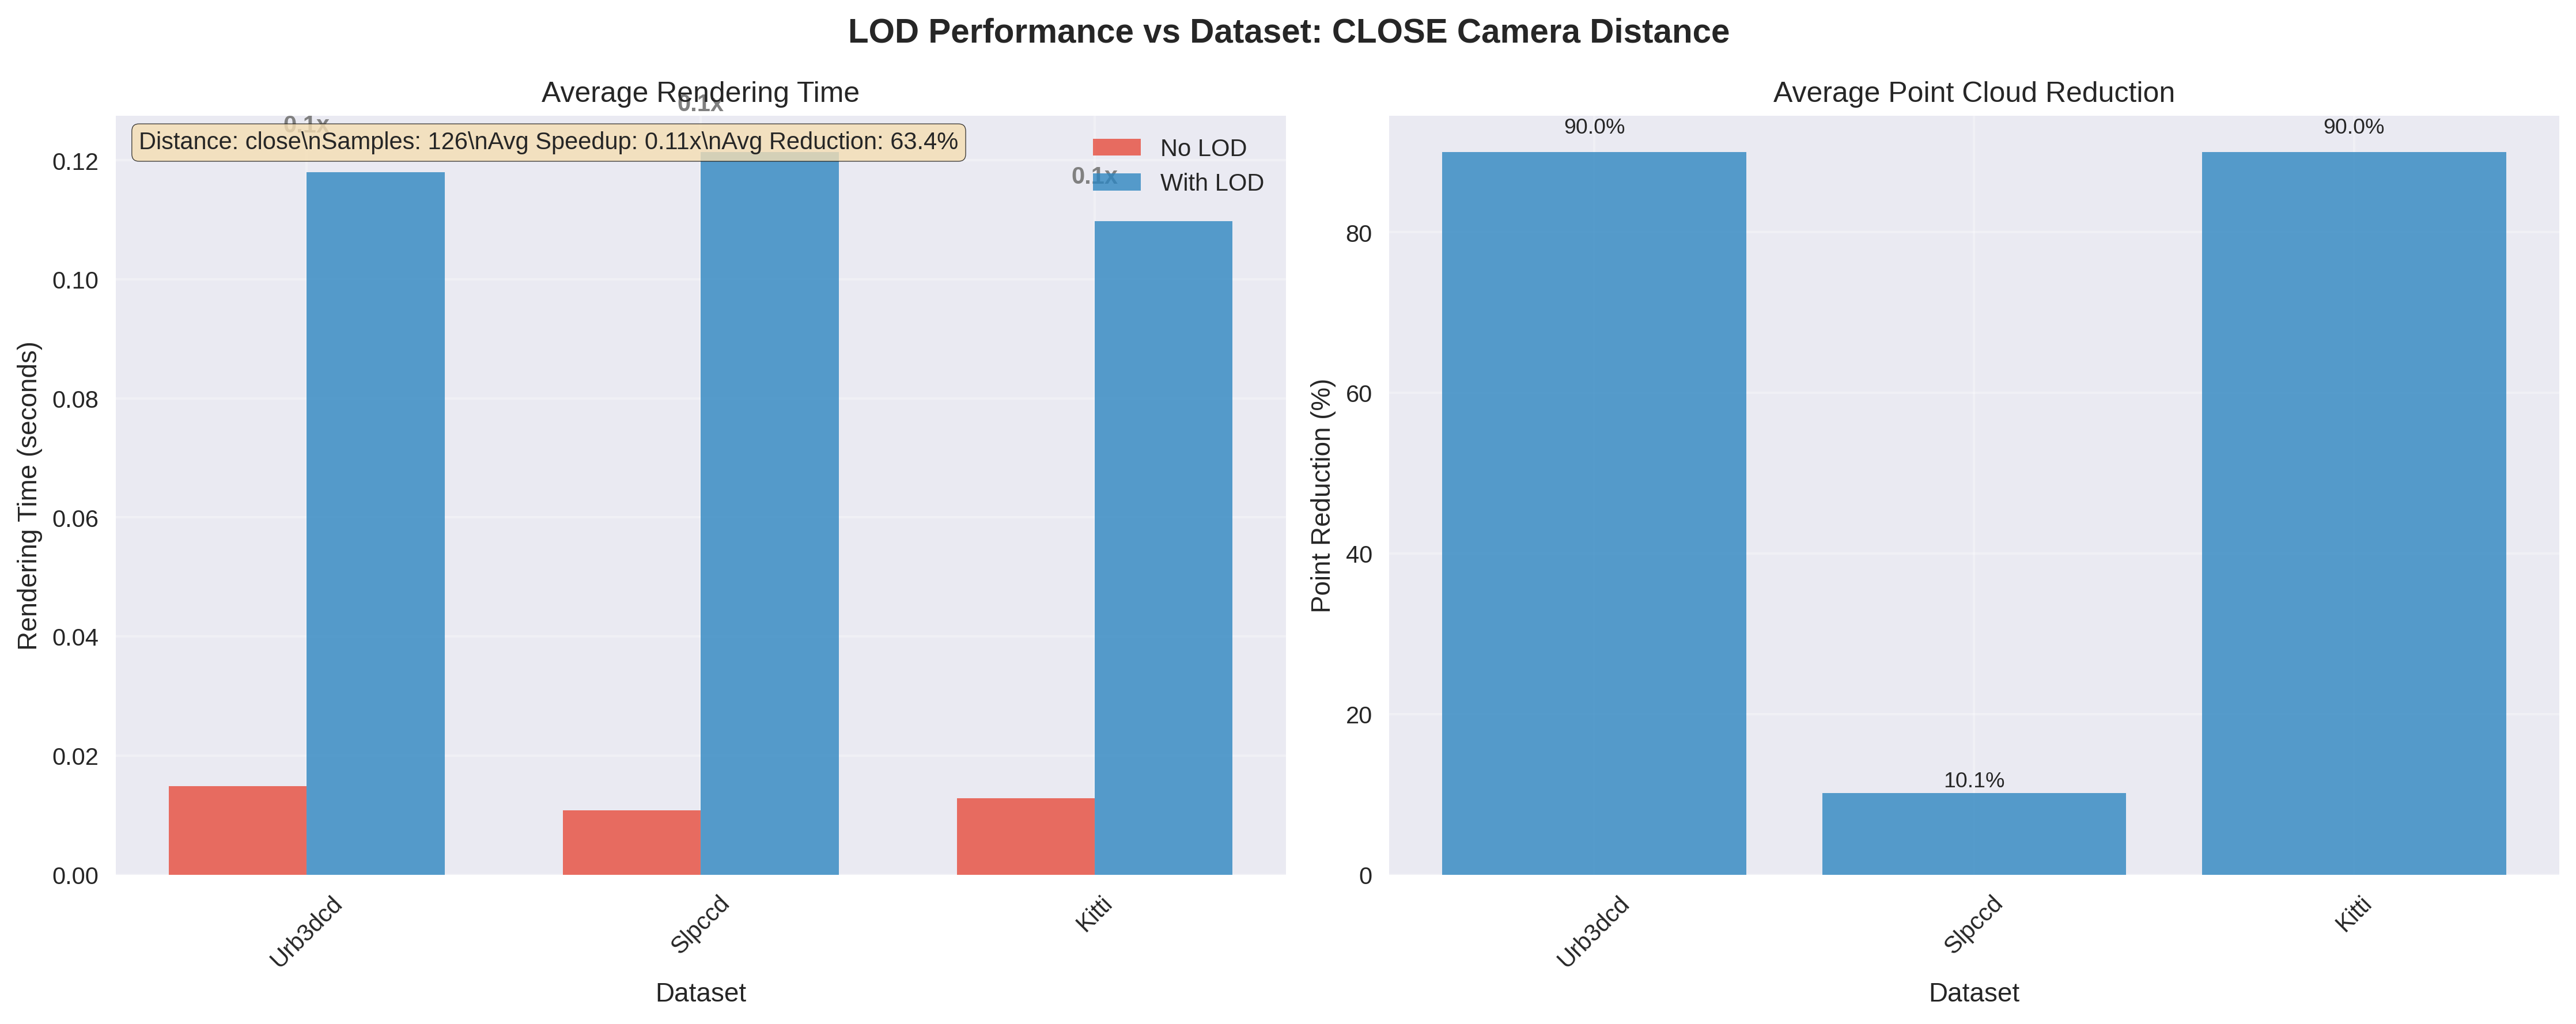 LOD Performance vs Dataset: CLOSE Camera Distance
Average Rendering Time
0.1x
0.1x
Distance: close\nSamples: 126\nAvg Speedup: 0.11x\nAvg Reduction: 63.4%
No LOD
With LOD
0.1x
0.12
0.10
0.08
0.06
0.04
0.02
0.00
Rendering Time (seconds)
Urb3dcd
Slpccd
Kitti
Dataset
Average Point Cloud Reduction
90.0%
90.0%
10.1%
80
60
40
20
0
Point Reduction (%)
Urb3dcd
Slpccd
Kitti
Dataset